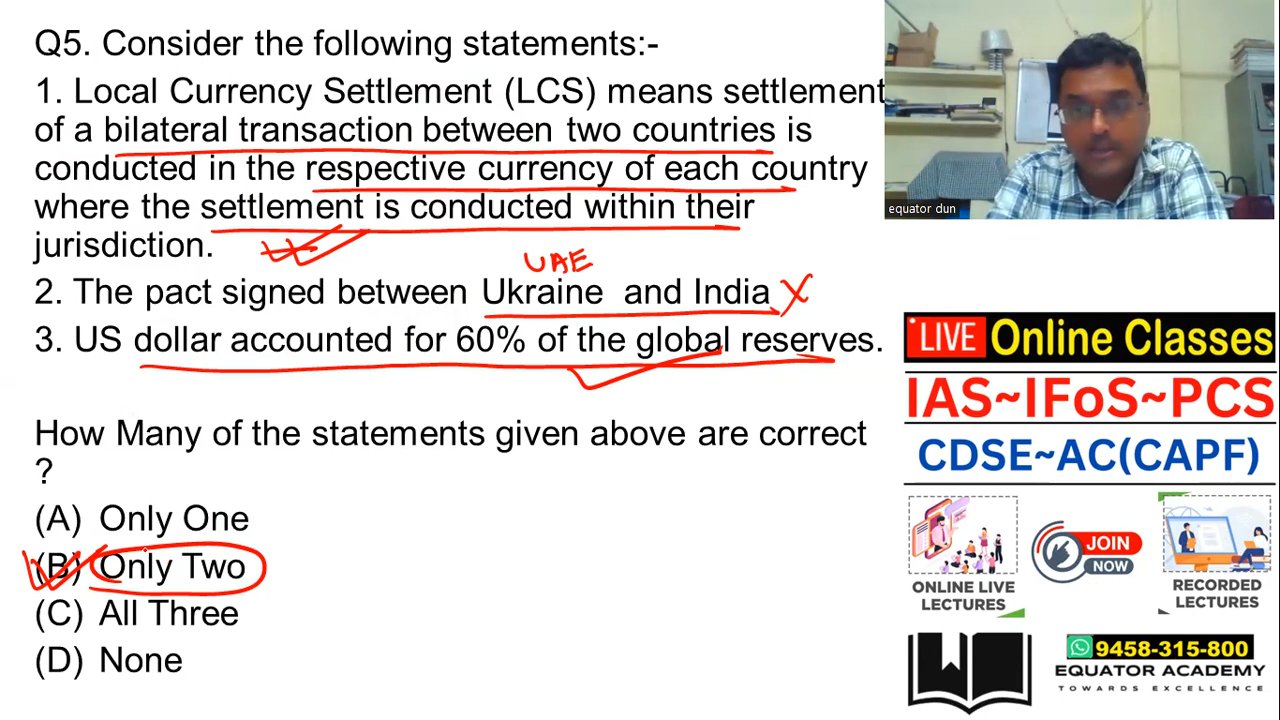 Q5. Consider the following statements:-
1. Local Currency Settlement (LCS) means settlement
of a bilateral transaction between two countries is
conducted in the respective currency of each country
where the settlement is conducted within their
jurisdiction.
UAE
2. The pact signed between Ukraine and India
3. US dollar accounted for 60% of the global reserves.
How Many of the statements given above are correct
?
(A) Only One
(B) Only Two
(C) All Three
(D) None
equator dun
LIVE Online Classes
IAS~IFoS~PCS
CDSE~AC(CAPF)
ONLINE LIVE
LECTURES
JOIN
NOW
RECORDED
LECTURES
9458-315-800
EQUATOR ACADEMY
TOWARDS EXCELLENCE